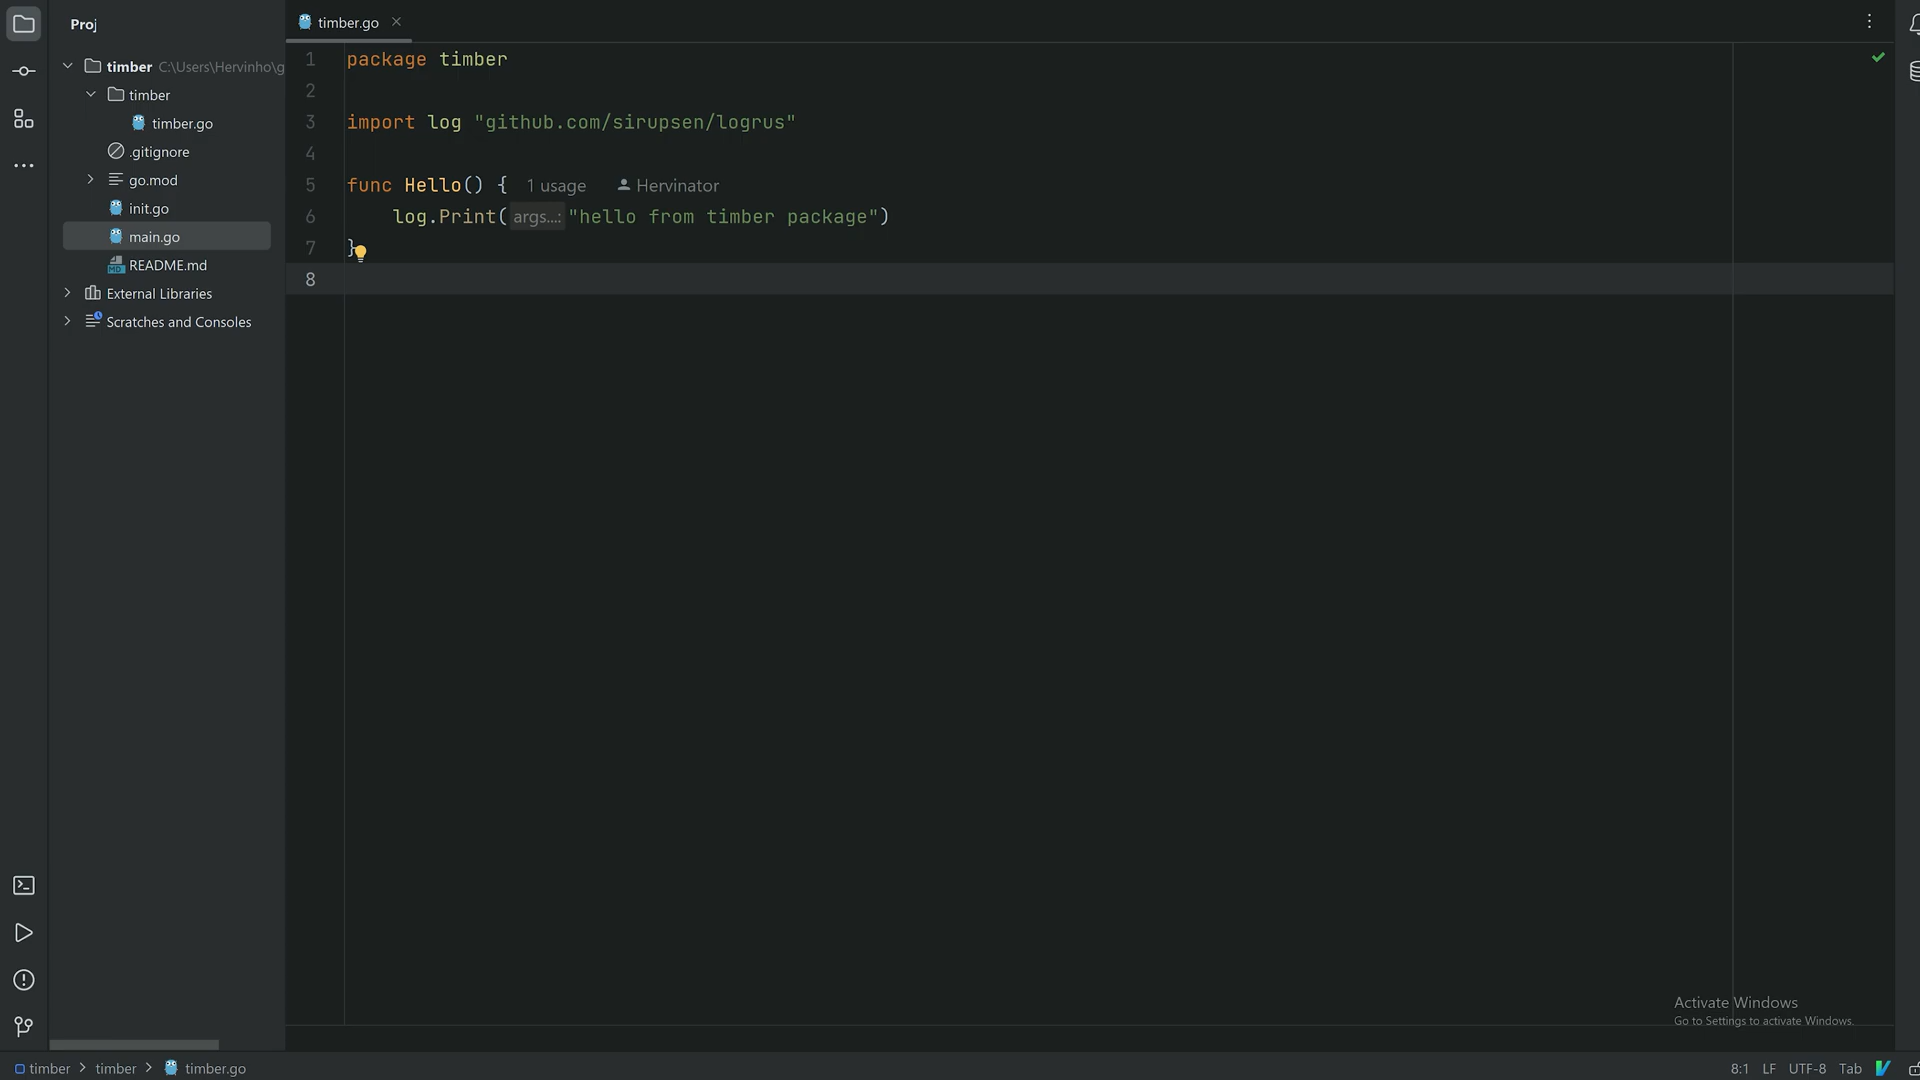 Proj
timber C:\Users\Hervinho\g
timber
timber.go
.gitignore
go.mod
init.go
main.go
README.md
External Libraries
Scratches and Consoles
timber.go
1 package timber
2
3 import log "github.com/sirupsen/logrus"
4
5 func Hello() { 1 usage Hervinator
6 log.Print( args...: "hello from timber package")
7 }
8
Activate Windows
Go to Settings to activate Windows.
timber > timber > timber.go
8:1 LF UTF-8 Tab